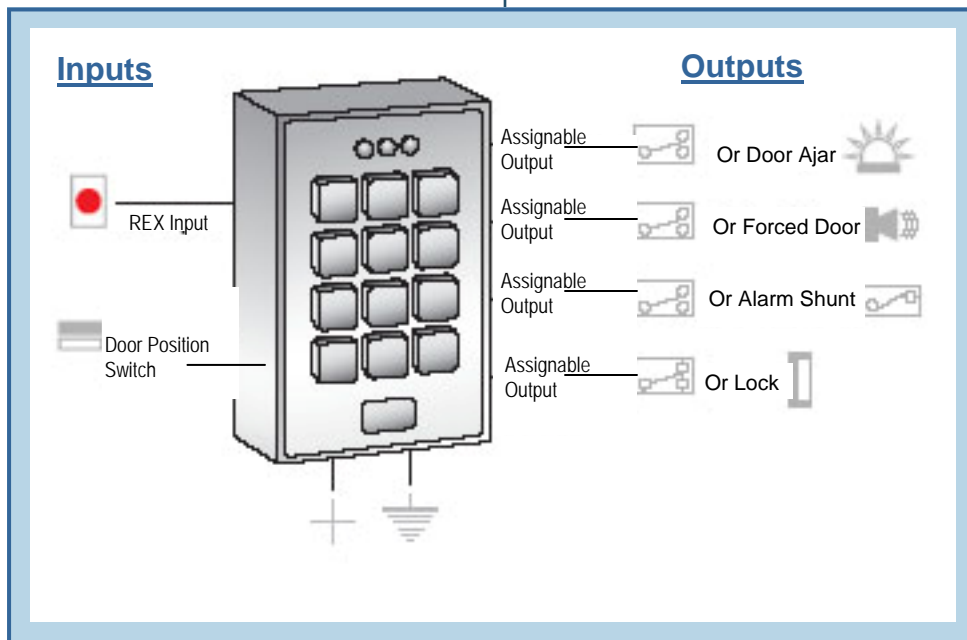 Inputs
Outputs
Assignable
Output
Or Door Ajar
REX Input
Assignable
Output
Or Forced Door
Assignable
Output
Or Alarm Shunt
Door Position
Switch
Assignable
Output
Or Lock